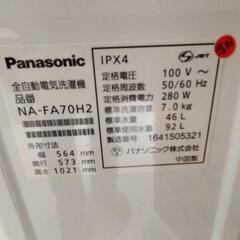 Panasonic
全自動電気洗濯機
品番
NA-FA70H2
外形寸法
幅 564 mm
奥行 573 mm
高さ 1021 mm
IPX4
JET
定格電圧 100 V~
定格周波数 50/60 Hz
定格消費電力 280 W
標準洗濯容量 7.0 kg
標準水量 46 L
標準使用水量 92 L
製造番号 1641505321
パナソニック株式会社
中国製